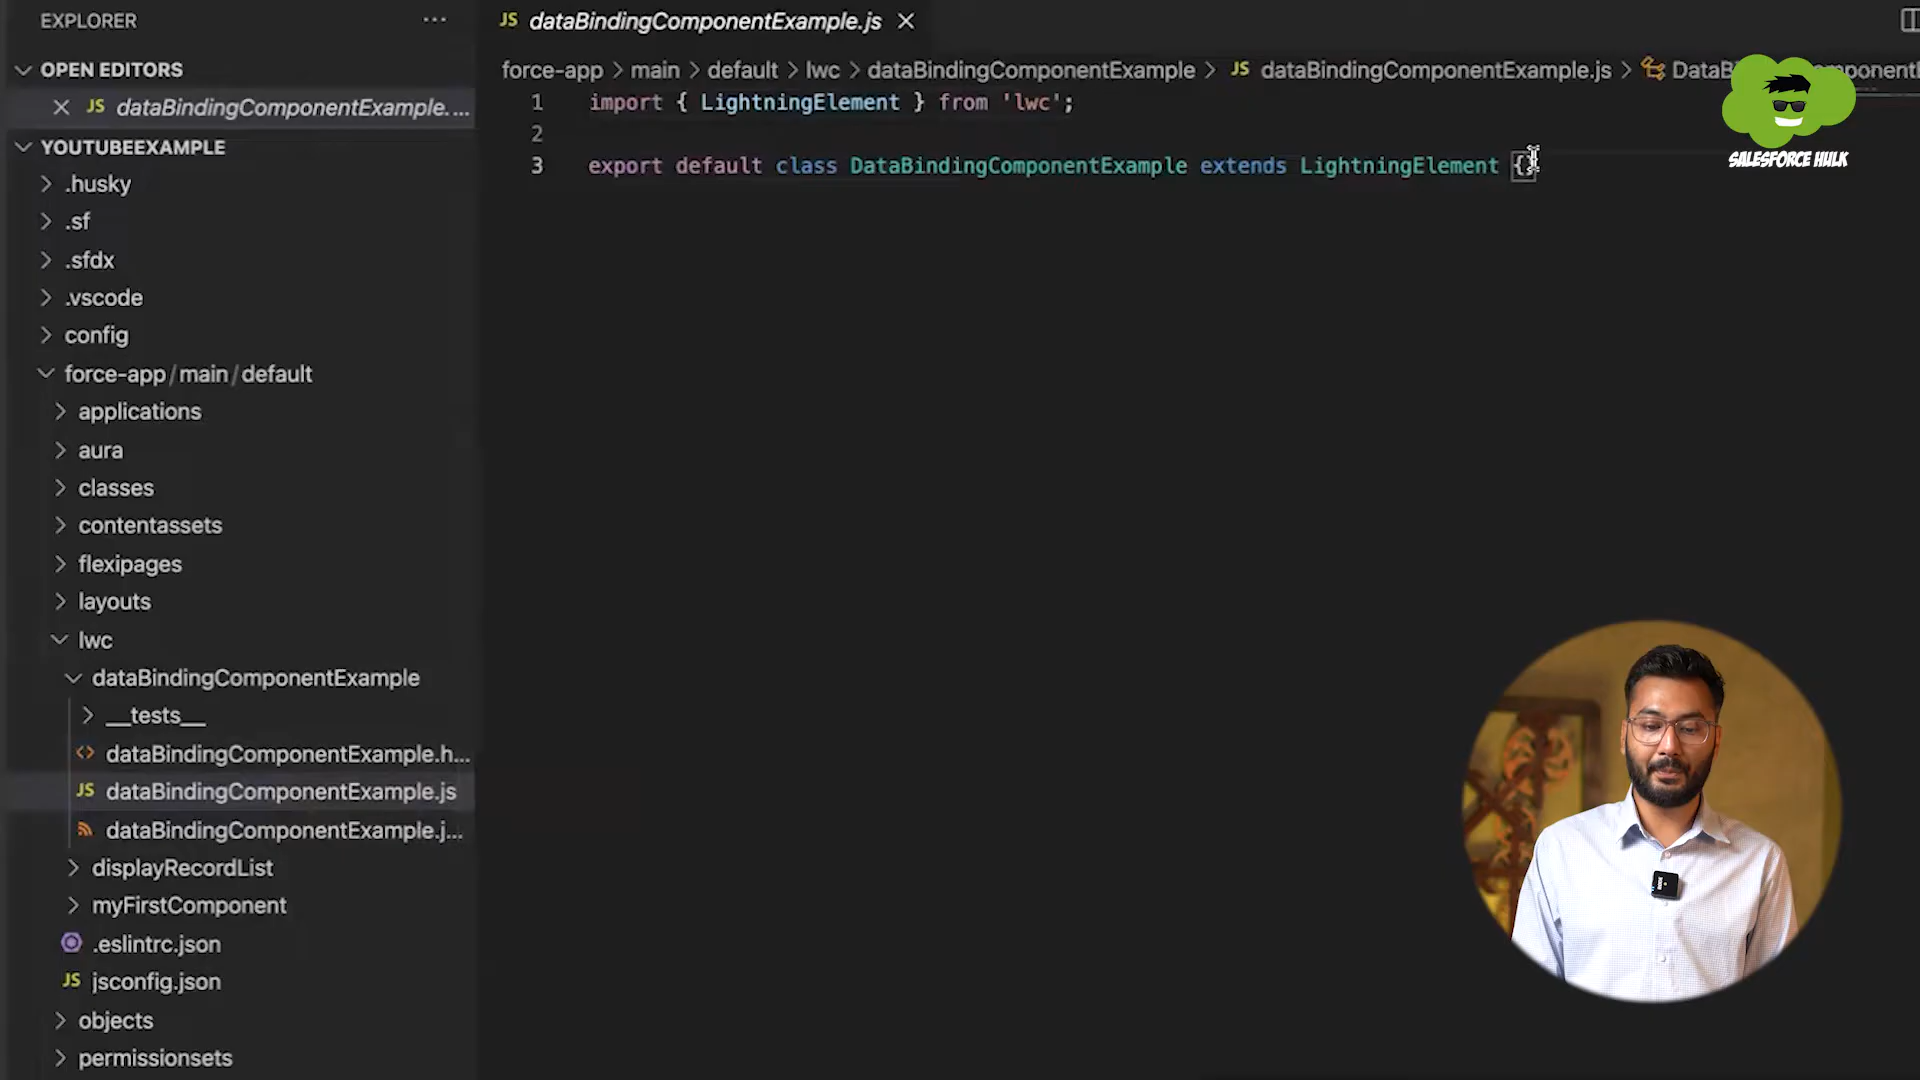 EXPLORER
OPEN EDITORS
JS dataBindingComponentExample. ...
YOUTUBEEXAMPLE
.husky
.sf
.sfdx
.vscode
config
force-app/main/default
applications
aura
classes
contentassets
flexipages
layouts
lwc
dataBindingComponentExample
__tests__
dataBindingComponentExample.h...
JS dataBindingComponentExample.js
dataBindingComponentExample.j...
displayRecordList
myFirstComponent
.eslintrc.json
JS jsconfig.json
objects
permissionsets
JS dataBindingComponentExample.js
force-app > main > default > lwc > dataBindingComponentExample > JS dataBindingComponentExample.js >
1 import { LightningElement } from 'lwc';
2
3 export default class DataBindingComponentExample extends LightningElement {}
SALESFORCE HULK